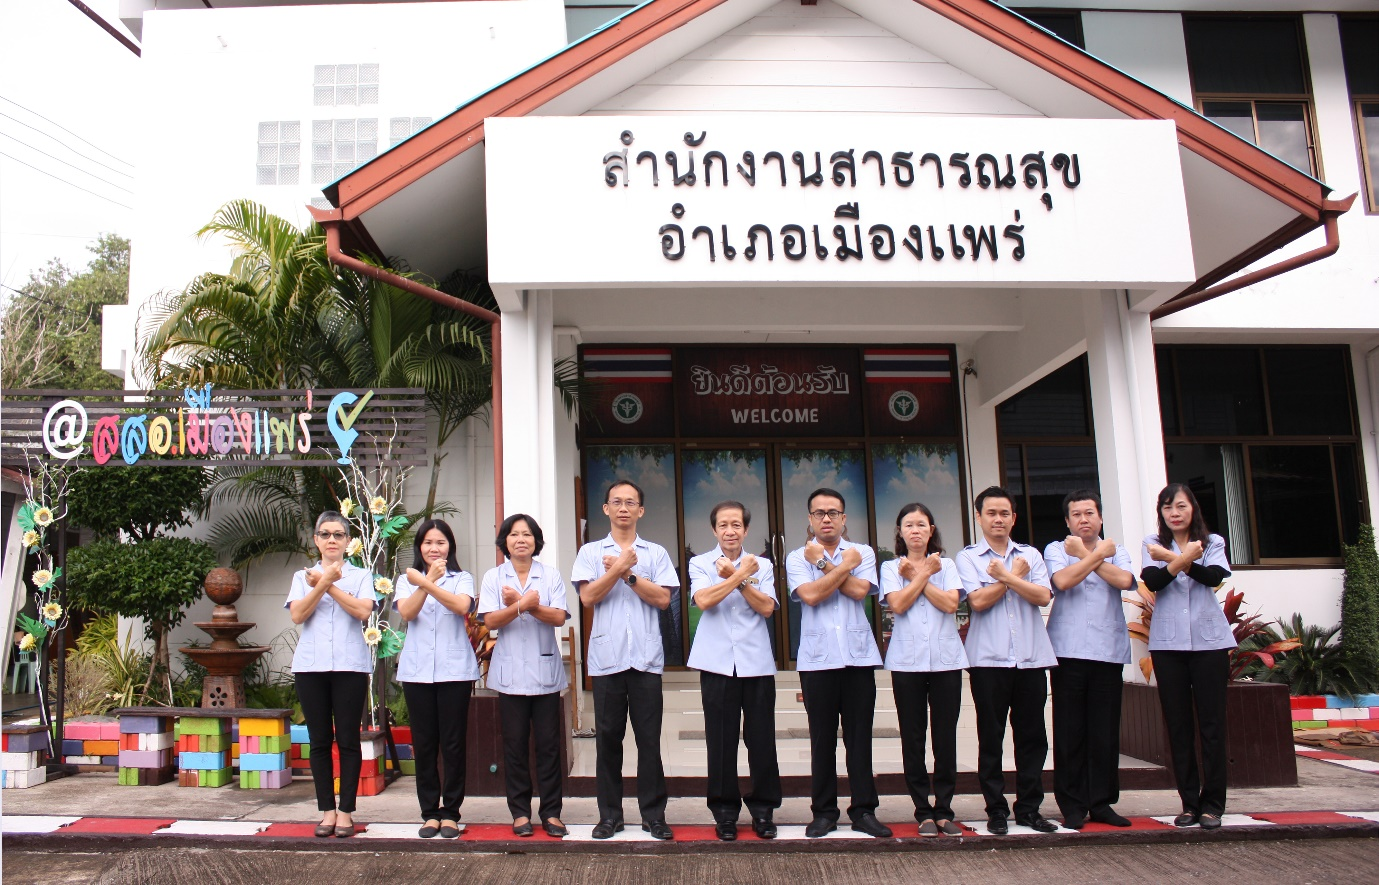 สำนักงานสาธารณสุข
อำเภอเมืองแพร่
ยินดีต้อนรับ
WELCOME
@สสอ.เมืองแพร่